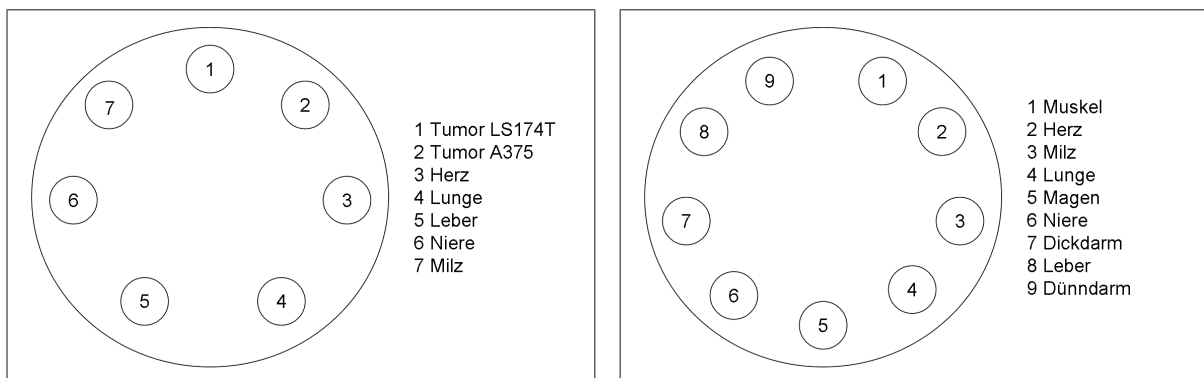 1
2
3
4
5
6
7
1 Tumor LS174T
2 Tumor A375
3 Herz
4 Lunge
5 Leber
6 Niere
7 Milz
1
2
3
4
5
6
7
8
9
1 Muskel
2 Herz
3 Milz
4 Lunge
5 Magen
6 Niere
7 Dickdarm
8 Leber
9 Dünndarm